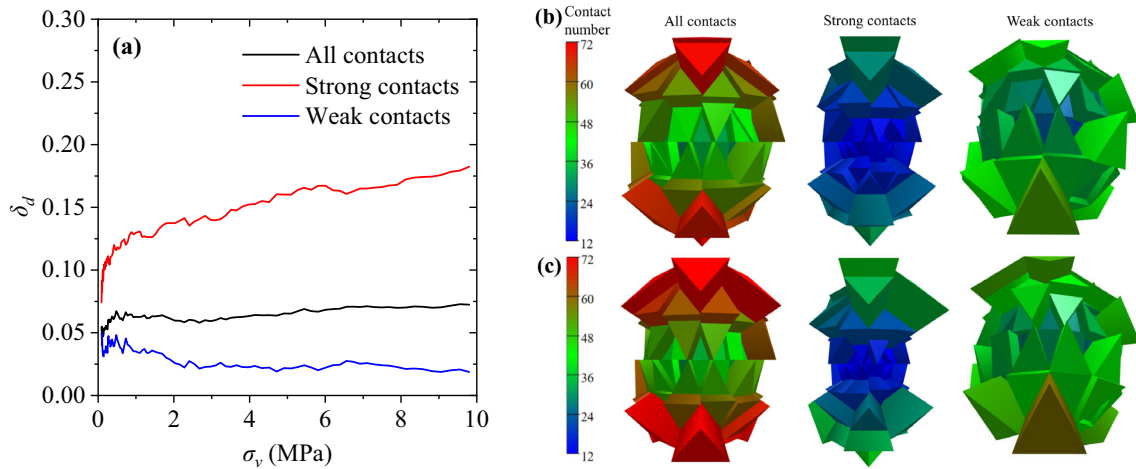 (a)
All contacts
Strong contacts
Weak contacts
0.30
0.25
0.20
0.15
0.10
0.05
0.00
δd
0 2 4 6 8 10
σv (MPa)
(b) Contact number
All contacts Strong contacts Weak contacts
72
60
48
36
24
12
(c)
72
60
48
36
24
12